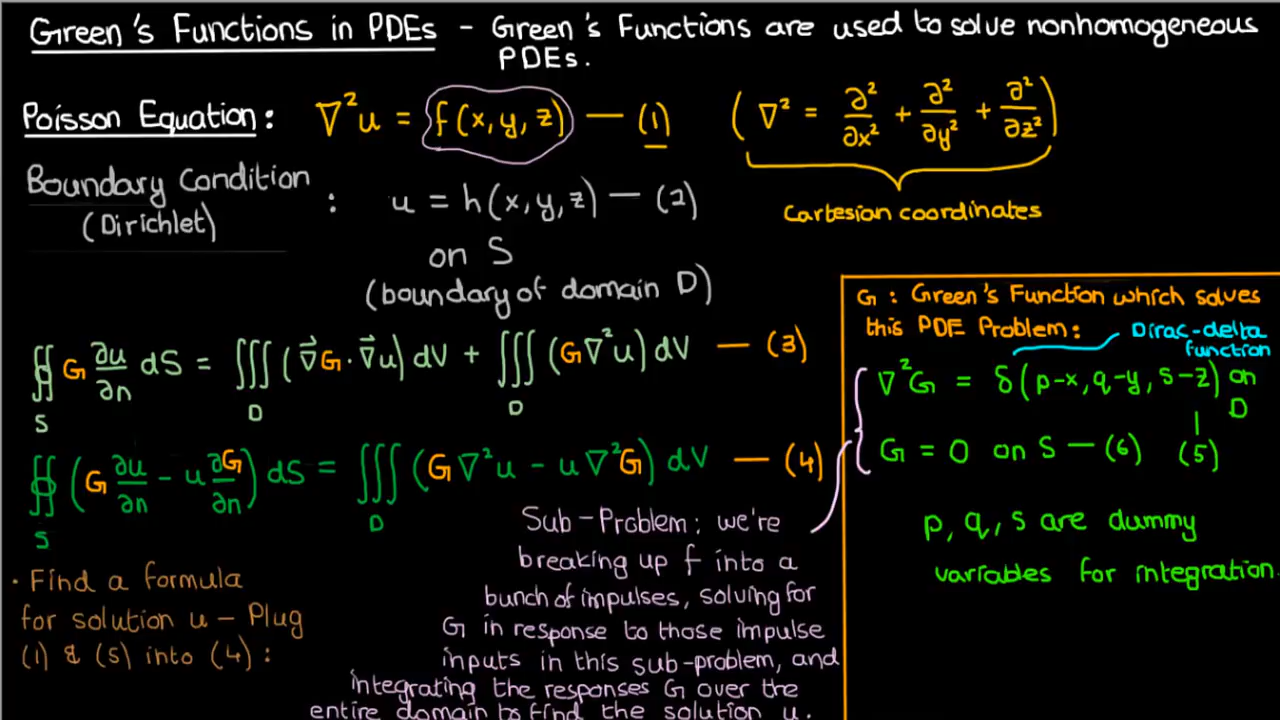 Green's Functions in PDEs - Green's Functions are used to solve nonhomogeneous
PDEs.
Poisson Equation: ∇²u = f(x,y,z) — (1) (∇² = ∂²/∂x² + ∂²/∂y² + ∂²/∂z²)
Cartesian coordinates
Boundary Condition
(Dirichlet) : u = h(x,y,z) — (2)
on S
(boundary of domain D)
∯ G ∂u/∂n dS = ∭ (∇⃗G · ∇⃗u) dV + ∭ (G∇²u) dV — (3)
S D D
∯ (G ∂u/∂n - u ∂G/∂n) dS = ∭ (G∇²u - u∇²G) dV — (4)
S D
· Find a formula
for solution u - Plug
(1) & (5) into (4):
Sub-Problem: we're
breaking up f into a
bunch of impulses, solving for
G in response to those impulse
inputs in this sub-problem, and
integrating the responses G over the
entire domain to find the solution u.
G: Green's Function which solves
this PDE Problem: Dirac-delta
function
∇²G = δ(p-x, q-y, s-z) on
D
G = 0 on S — (6) (5)
p, q, s are dummy
variables for integration.